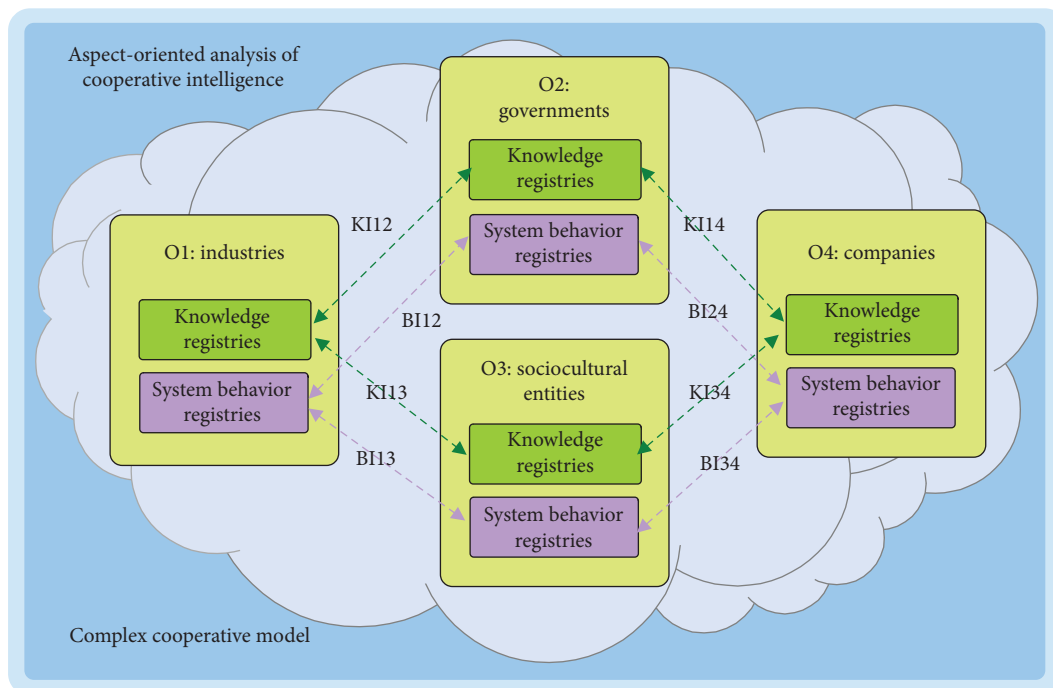 Aspect-oriented analysis of
cooperative intelligence
O2:
governments
Knowledge
registries
System behavior
registries
O1: industries
Knowledge
registries
System behavior
registries
KI12
BI12
KI13
BI13
O3: sociocultural
entities
Knowledge
registries
System behavior
registries
KI14
BI24
KI34
BI34
O4: companies
Knowledge
registries
System behavior
registries
Complex cooperative model